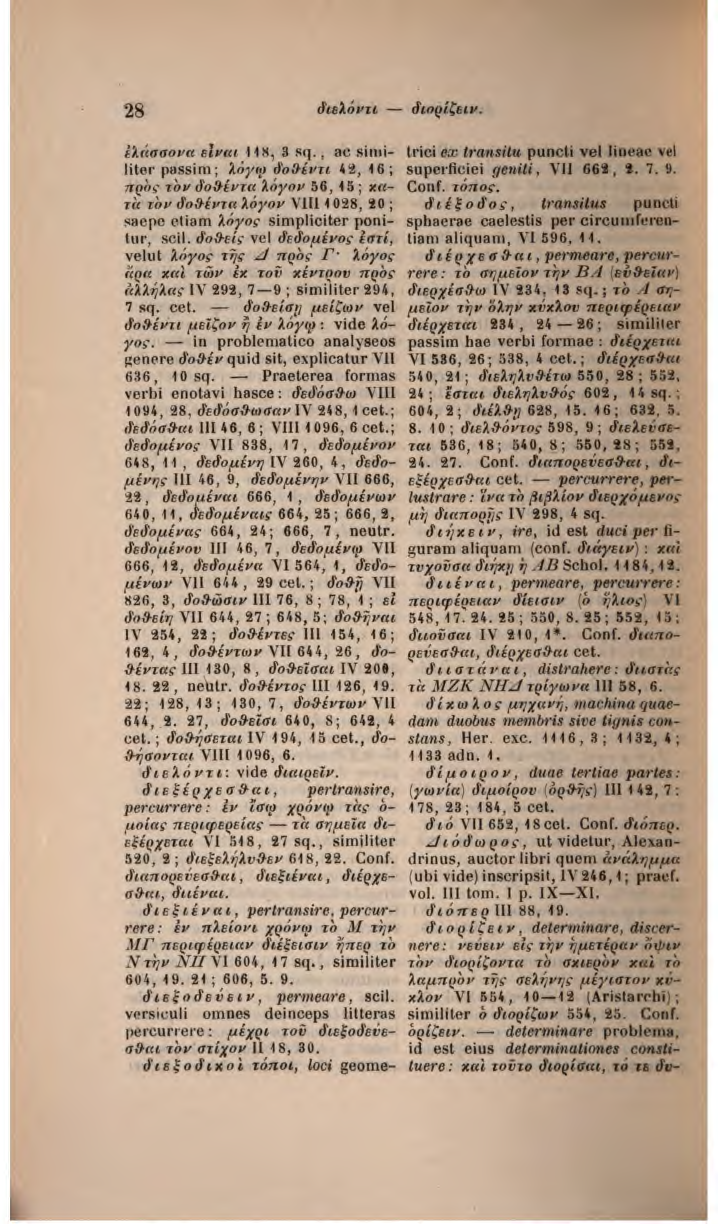 28
διελόντι — διορίζειν.
ἐλάσσονα εἶναι 118, 3 sq., ac simi-
liter passim; λόγῳ δοθέντι 42, 16;
πρὸς τὸν δοθέντα λόγον 56, 15; κα-
τὰ τὸν δοθέντα λόγον VIII 1028, 20;
saepe etiam λόγος simpliciter poni-
tur, scil. δοθείς vel δεδομένος ἐστί,
velut λόγος τῆς Δ πρὸς Γ· λόγος
ἄρα καὶ τῶν ἐκ τοῦ κέντρου πρὸς
ἀλλήλας IV 292, 7—9; similiter 294,
7 sq. cet. — δοθείσῃ μείζων vel
δοθέντι μεῖζον ἢ ἐν λόγῳ: vide λό-
γος. — in problematico analyseos
genere δοθέν quid sit, explicatur VII
636, 10 sq. — Praeterea formas
verbi enotavi hasce: δεδόσθω VIII
1094, 28, δεδόσθωσαν IV 248, 1 cet.;
δεδόσθαι III 46, 6; VIII 1096, 6 cet.;
δεδομένος VII 838, 17, δεδομένον
648, 11, δεδομένη IV 260, 4, δεδο-
μένης III 46, 9, δεδομένην VII 666,
22, δεδομέναι 666, 1, δεδομένων
640, 11, δεδομέναις 664, 25; 666, 2,
δεδομένας 664, 24; 666, 7, neutr.
δεδομένου III 46, 7, δεδομένῳ VII
666, 12, δεδομένα VI 564, 1, δεδο-
μένων VII 644, 29 cet.; δοθῇ VII
826, 3, δοθῶσιν III 76, 8; 78, 1; εἰ
δοθείη VII 644, 27; 648, 5; δοθῆναι
IV 254, 22; δοθέντες III 154, 16;
162, 4, δοθέντων VII 644, 26, δο-
θέντας III 130, 8, δοθεῖσαι IV 200,
18. 22, neutr. δοθέντος III 126, 19.
22; 128, 13; 130, 7, δοθέντων VII
644, 2. 27, δοθεῖσι 640, 8; 642, 4
cet.; δοθήσεται IV 194, 15 cet., δο-
θήσονται VIII 1096, 6.
διελόντι: vide διαιρεῖν.
διεξέρχεσθαι, pertransire,
percurrere: ἐν ἴσῳ χρόνῳ τὰς ὁ-
μοίας περιφερείας — τὰ σημεῖα δι-
εξέρχεται VI 518, 27 sq., similiter
520, 2; διεξελήλυθεν 618, 22. Conf.
διαπορεύεσθαι, διεξιέναι, διέρχε-
σθαι, διιέναι.
διεξιέναι, pertransire, percur-
rere: ἐν πλείονι χρόνῳ τὸ Μ τὴν
ΜΓ περιφέρειαν διέξεισιν ἤπερ τὸ
Ν τὴν ΝΠ VI 604, 17 sq., similiter
604, 19. 21; 606, 5. 9.
διεξοδεύειν, permeare, scil.
versiculi omnes deinceps litteras
percurrere: μέχρι τοῦ διεξοδεύε-
σθαι τὸν στίχον II 18, 30.
διεξοδικοὶ τόποι, loci geome-
trici ex transitu puncti vel lineae vel
superficiei geniti, VII 662, 2. 7. 9.
Conf. τόπος.
διέξοδος, transitus puncti
sphaerae caelestis per circumferen-
tiam aliquam, VI 596, 11.
διέρχεσθαι, permeare, percur-
rere: τὸ σημεῖον τὴν ΒΑ (εὐθεῖαν)
διερχέσθω IV 234, 13 sq.; τὸ Α ση-
μεῖον τὴν ὅλην κύκλου περιφέρειαν
διέρχεται 234, 24—26; similiter
passim hae verbi formae: διέρχεται
VI 536, 26; 538, 4 cet.; διέρχεσθαι
540, 21; διεληλυθέτω 550, 28; 552,
24; ἔσται διεληλυθός 602, 14 sq.;
604, 2; διέλθῃ 628, 15. 16; 632, 5.
8. 10; διελθόντος 598, 9; διελεύσε-
ται 536, 18; 540, 8; 550, 28; 552,
24. 27. Conf. διαπορεύεσθαι, δι-
εξέρχεσθαι cet. — percurrere, per-
lustrare: ἵνα τὸ βιβλίον διερχόμενος
μὴ διαπορῇς IV 298, 4 sq.
διήκειν, ire, id est duci per fi-
guram aliquam (conf. διάγειν): καὶ
τυχοῦσα διήκῃ ἡ ΑΒ Schol. 1184, 12.
διιέναι, permeare, percurrere:
περιφέρειαν δίεισιν (ὁ ἥλιος) VI
548, 17. 24. 25; 550, 8. 25; 552, 15;
διιοῦσαι IV 210, 1*. Conf. διαπο-
ρεύεσθαι, διέρχεσθαι cet.
διιστάναι, distrahere: διιστὰς
τὰ ΜΖΚ ΝΗΔ τρίγωνα III 58, 6.
δίκωλος μηχανή, machina quae-
dam duobus membris sive tignis con-
stans, Her. exc. 1116, 3; 1132, 4;
1133 adn. 1.
δίμοιρον, duae tertiae partes:
(γωνία) διμοίρου (ὀρθῆς) III 142, 7;
178, 23; 184, 5 cet.
διό VII 652, 18 cet. Conf. διόπερ.
Διόδωρος, ut videtur, Alexan-
drinus, auctor libri quem ἀνάλημμα
(ubi vide) inscripsit, IV 246, 1; praef.
vol. III tom. I p. IX—XI.
διόπερ III 88, 19.
διορίζειν, determinare, discer-
nere: νεύειν εἰς τὴν ἡμετέραν ὄψιν
τὸν διορίζοντα τὸ σκιερὸν καὶ τὸ
λαμπρὸν τῆς σελήνης μέγιστον κύ-
κλον VI 554, 10—12 (Aristarchi);
similiter ὁ διορίζων 554, 25. Conf.
ὁρίζειν. — determinare problema,
id est eius determinationes consti-
tuere: καὶ τοῦτο διορίσαι, τό τε δυ-